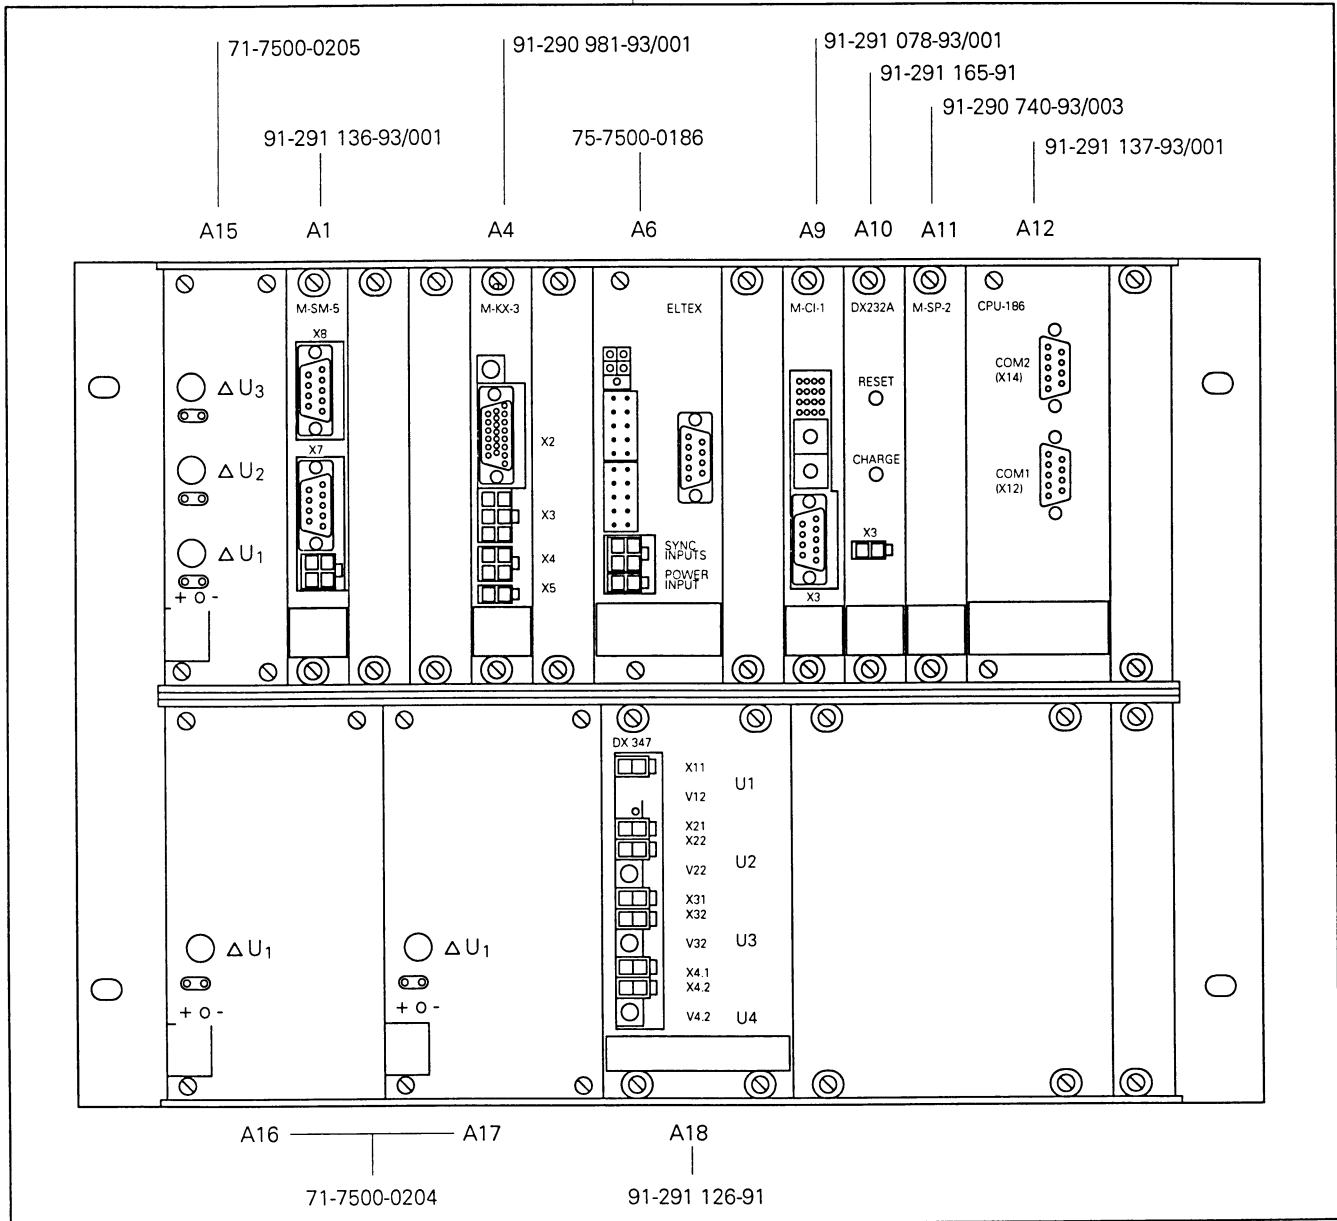 71-7500-0205
91-290 981-93/001
91-291 078-93/001
91-291 165-91
91-290 740-93/003
91-291 136-93/001
75-7500-0186
91-291 137-93/001
A15
A1
A4
A6
A9
A10
A11
A12
M-SM-5
M-KX-3
ELTEX
M-CI-1
DX232A
M-SP-2
CPU-186
X8
X7
Δ U3
Δ U2
Δ U1
+ -
X2
X3
X4
X5
SYNC
INPUTS
POWER
INPUT
X3
RESET
CHARGE
X3
COM2
(X14)
COM1
(X12)
Δ U1
+ -
Δ U1
+ -
DX 347
X11
U1
V12
X21
X22
U2
V22
X31
X32
V32
U3
X4.1
X4.2
V4.2
U4
A16
A17
A18
71-7500-0204
91-291 126-91